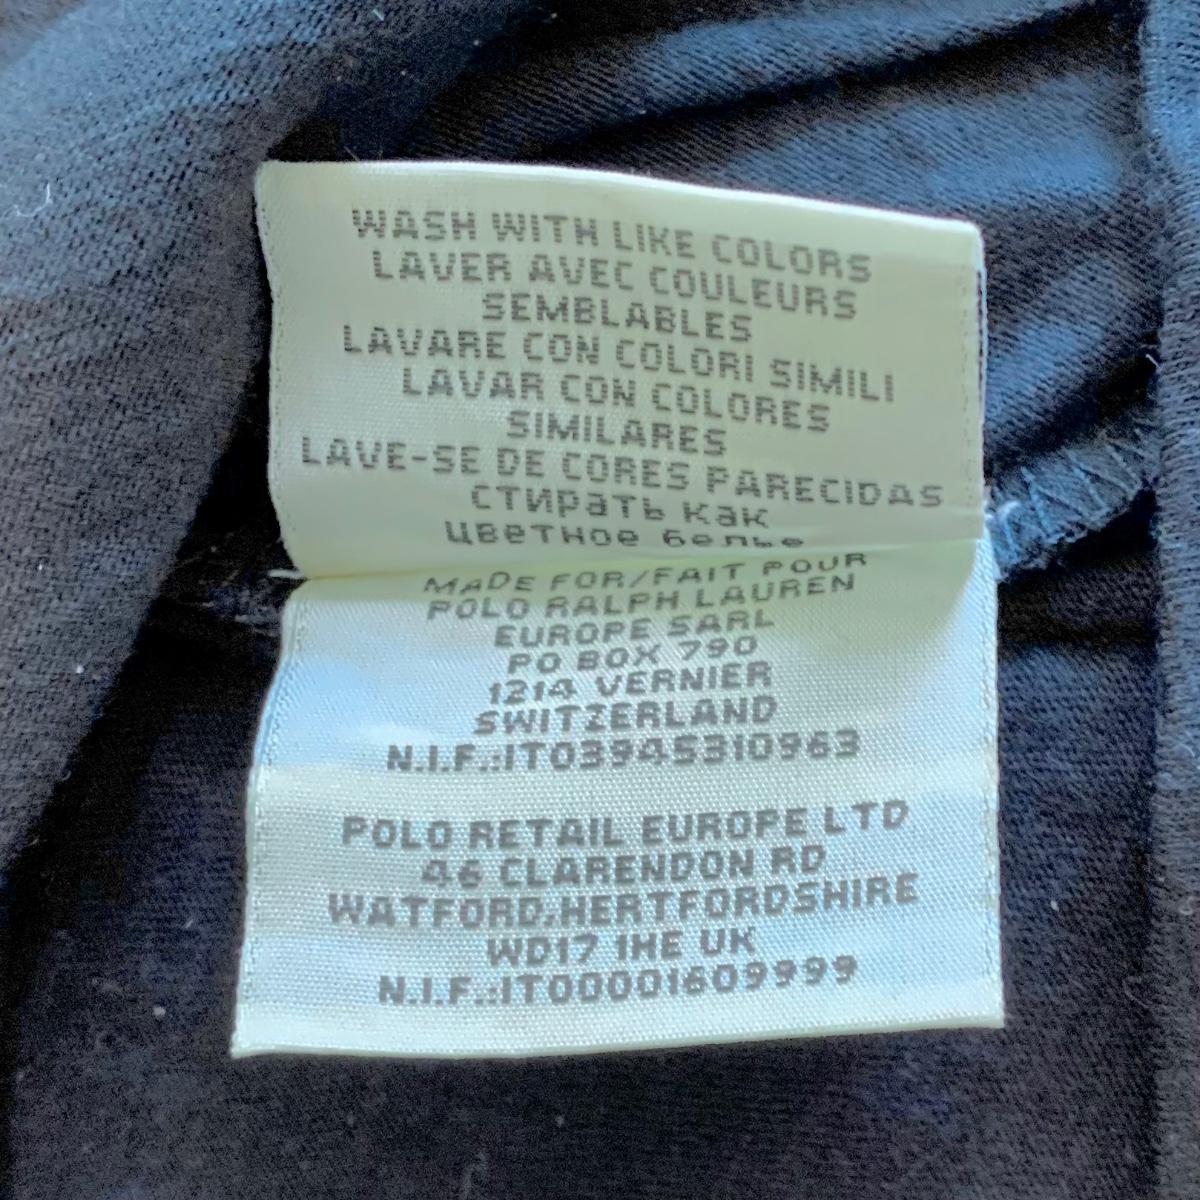 WASH WITH LIKE COLORS
LAVER AVEC COULEURS
SEMBLABLES
LAVARE CON COLORI SIMILI
LAVAR CON COLORES
SIMILARES
LAVE-SE DE CORES PARECIDAS
стирать как
цветное белье
MADE FOR/FAIT POUR
POLO RALPH LAUREN
EUROPE SARL
PO BOX 790
1214 VERNIER
SWITZERLAND
N.I.F.:IT03945310963
POLO RETAIL EUROPE LTD
46 CLARENDON RD
WATFORD,HERTFORDSHIRE
WD17 1HE UK
N.I.F.:IT00001609999